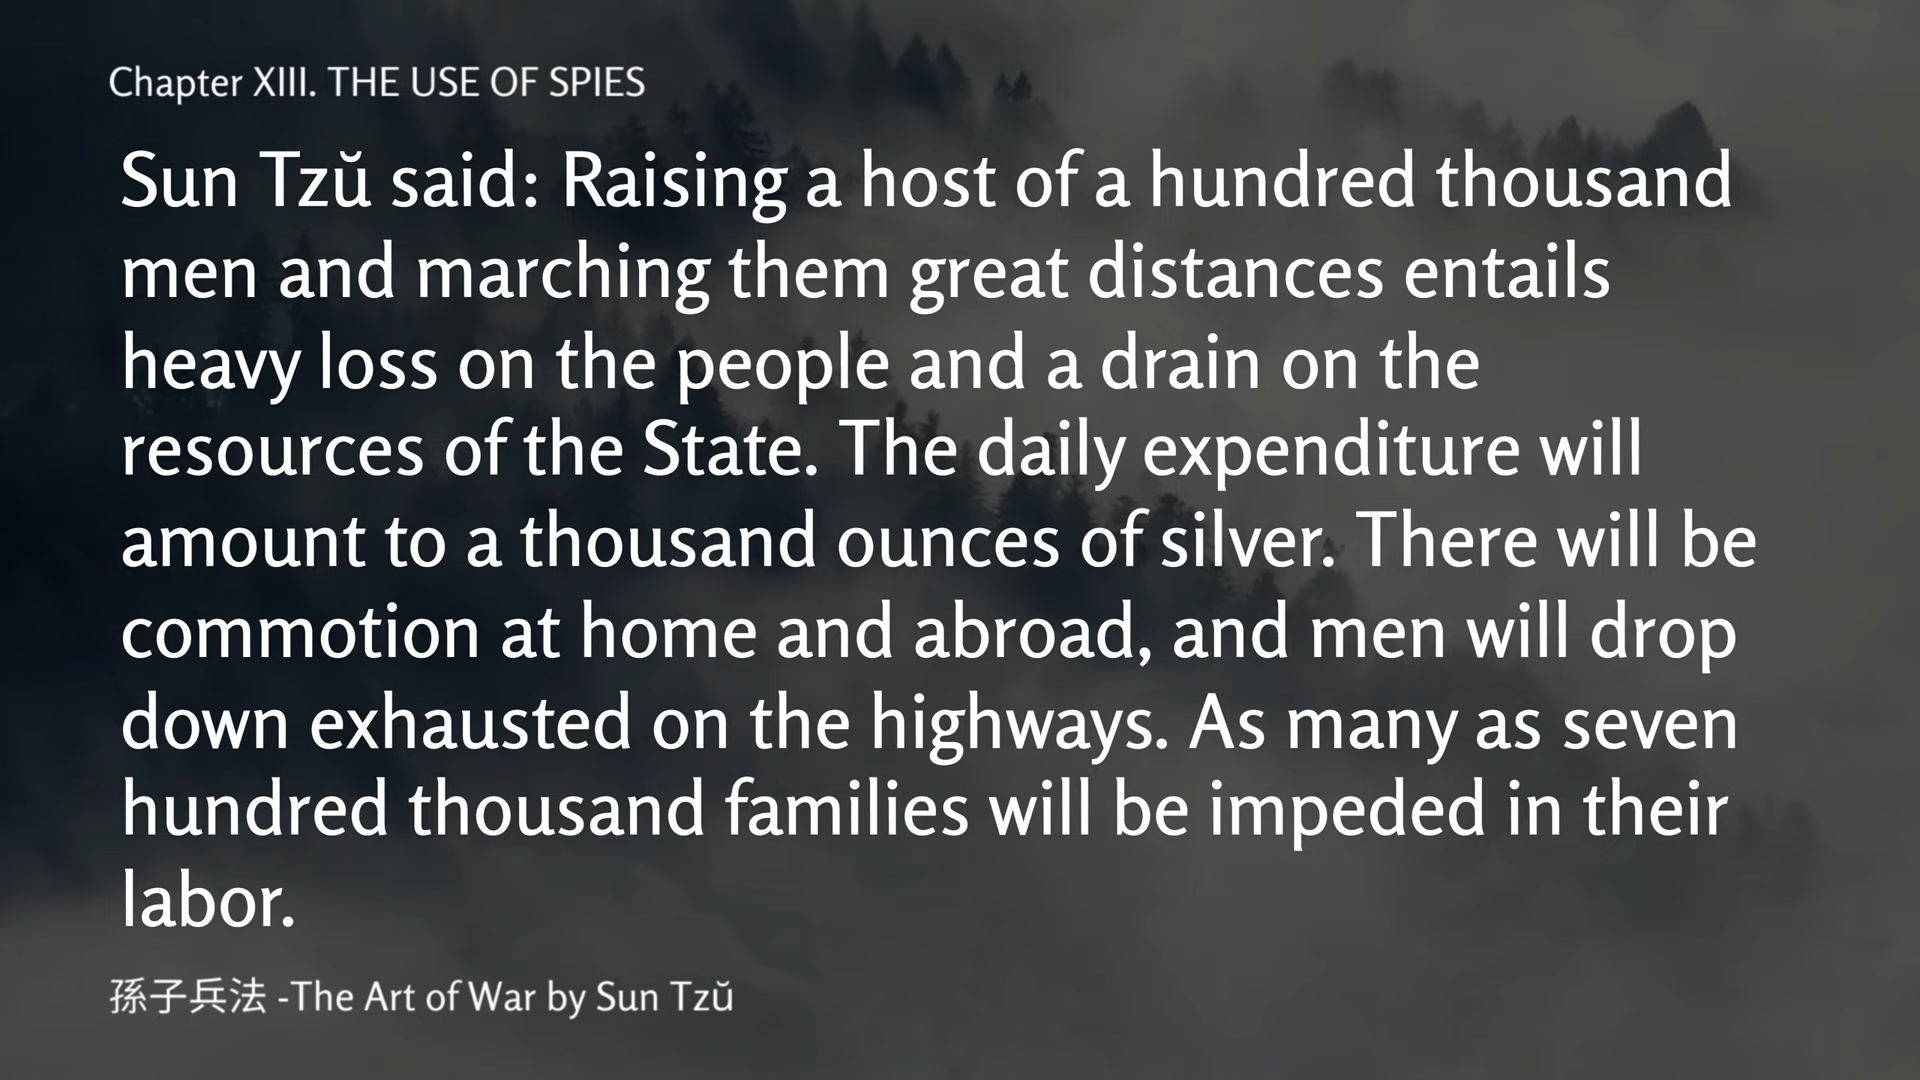 Chapter XIII. THE USE OF SPIES
Sun Tzŭ said: Raising a host of a hundred thousand
men and marching them great distances entails
heavy loss on the people and a drain on the
resources of the State. The daily expenditure will
amount to a thousand ounces of silver. There will be
commotion at home and abroad, and men will drop
down exhausted on the highways. As many as seven
hundred thousand families will be impeded in their
labor.
孫子兵法 -The Art of War by Sun Tzŭ